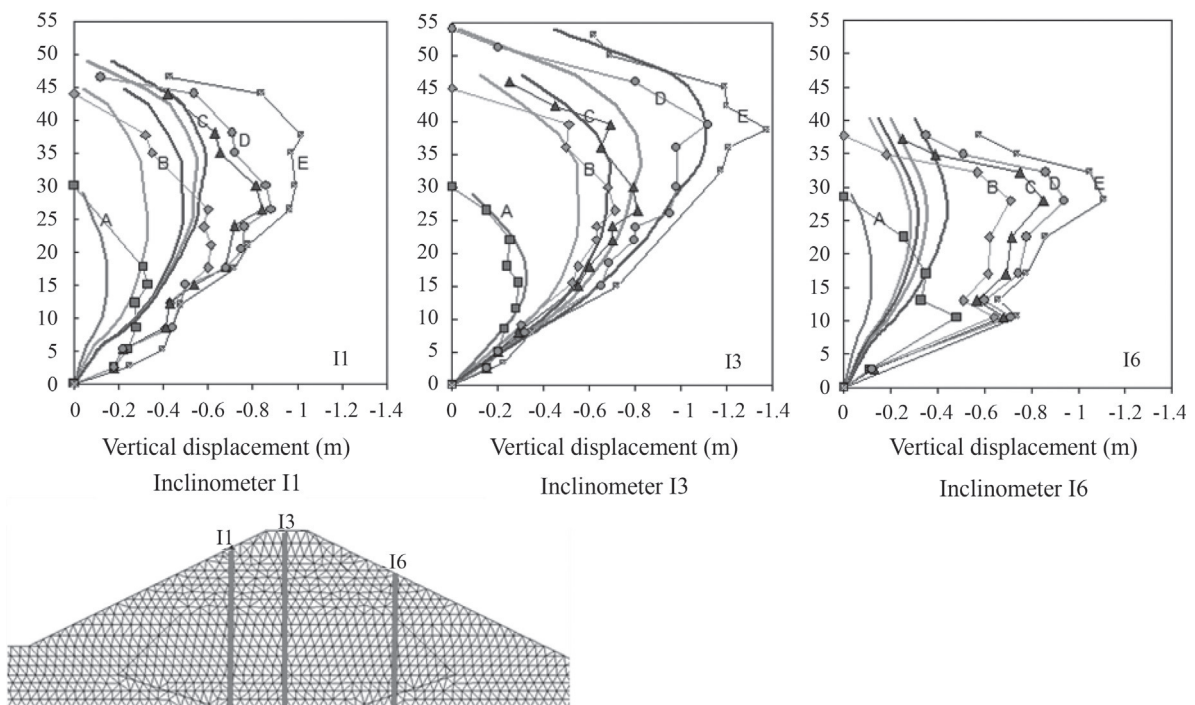 55
50
45
40
35
30
25
20
15
10
5
0
A
B
C
D
E
I1
0 -0.2 -0.4 -0.6 -0.8 -1 -1.2 -1.4
Vertical displacement (m)
Inclinometer I1
55
50
45
40
35
30
25
20
15
10
5
0
A
B
C
D
E
I3
0 -0.2 -0.4 -0.6 -0.8 -1 -1.2 -1.4
Vertical displacement (m)
Inclinometer I3
55
50
45
40
35
30
25
20
15
10
5
0
A
B
C
D
E
I6
0 -0.2 -0.4 -0.6 -0.8 -1 -1.2 -1.4
Vertical displacement (m)
Inclinometer I6
I1
I3
I6